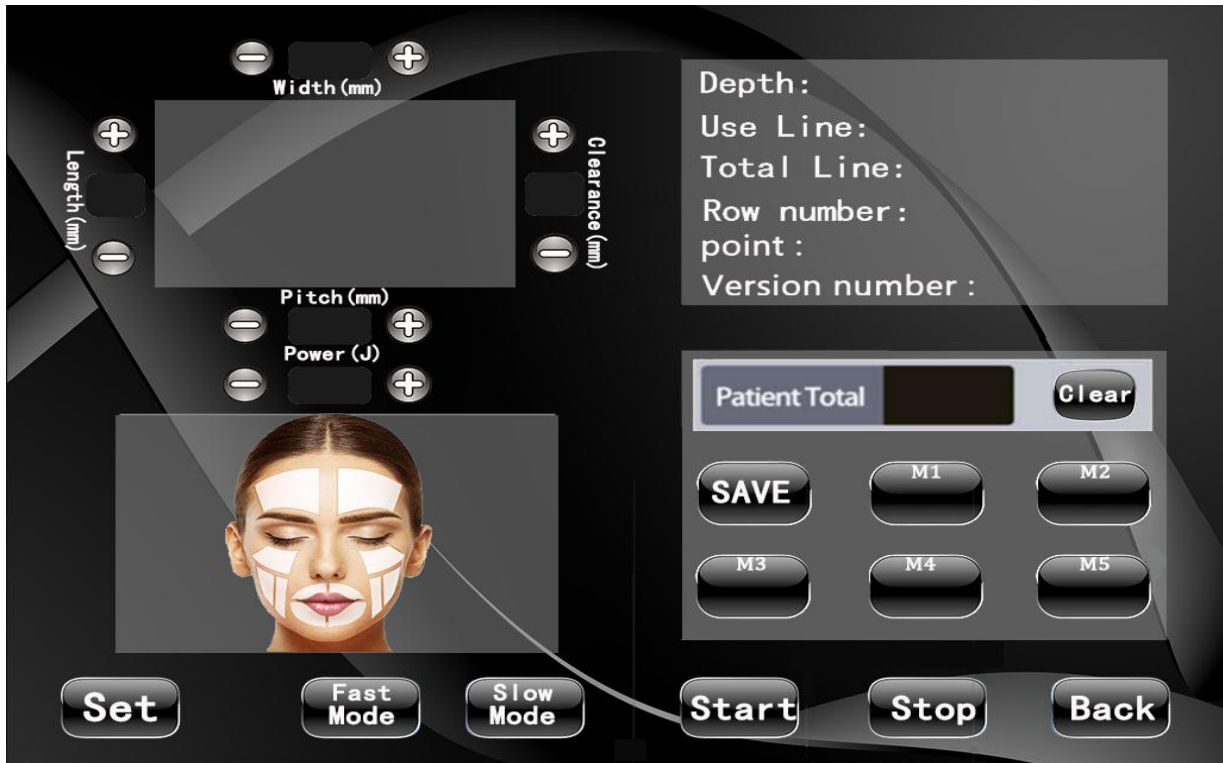 Width(mm)
Length(mm)
Clearance(mm)
Pitch(mm)
Power(J)
Depth:
Use Line:
Total Line:
Row number:
point :
Version number :
Patient Total
Clear
SAVE
M1
M2
M3
M4
M5
Set
Fast
Mode
Slow
Mode
Start
Stop
Back